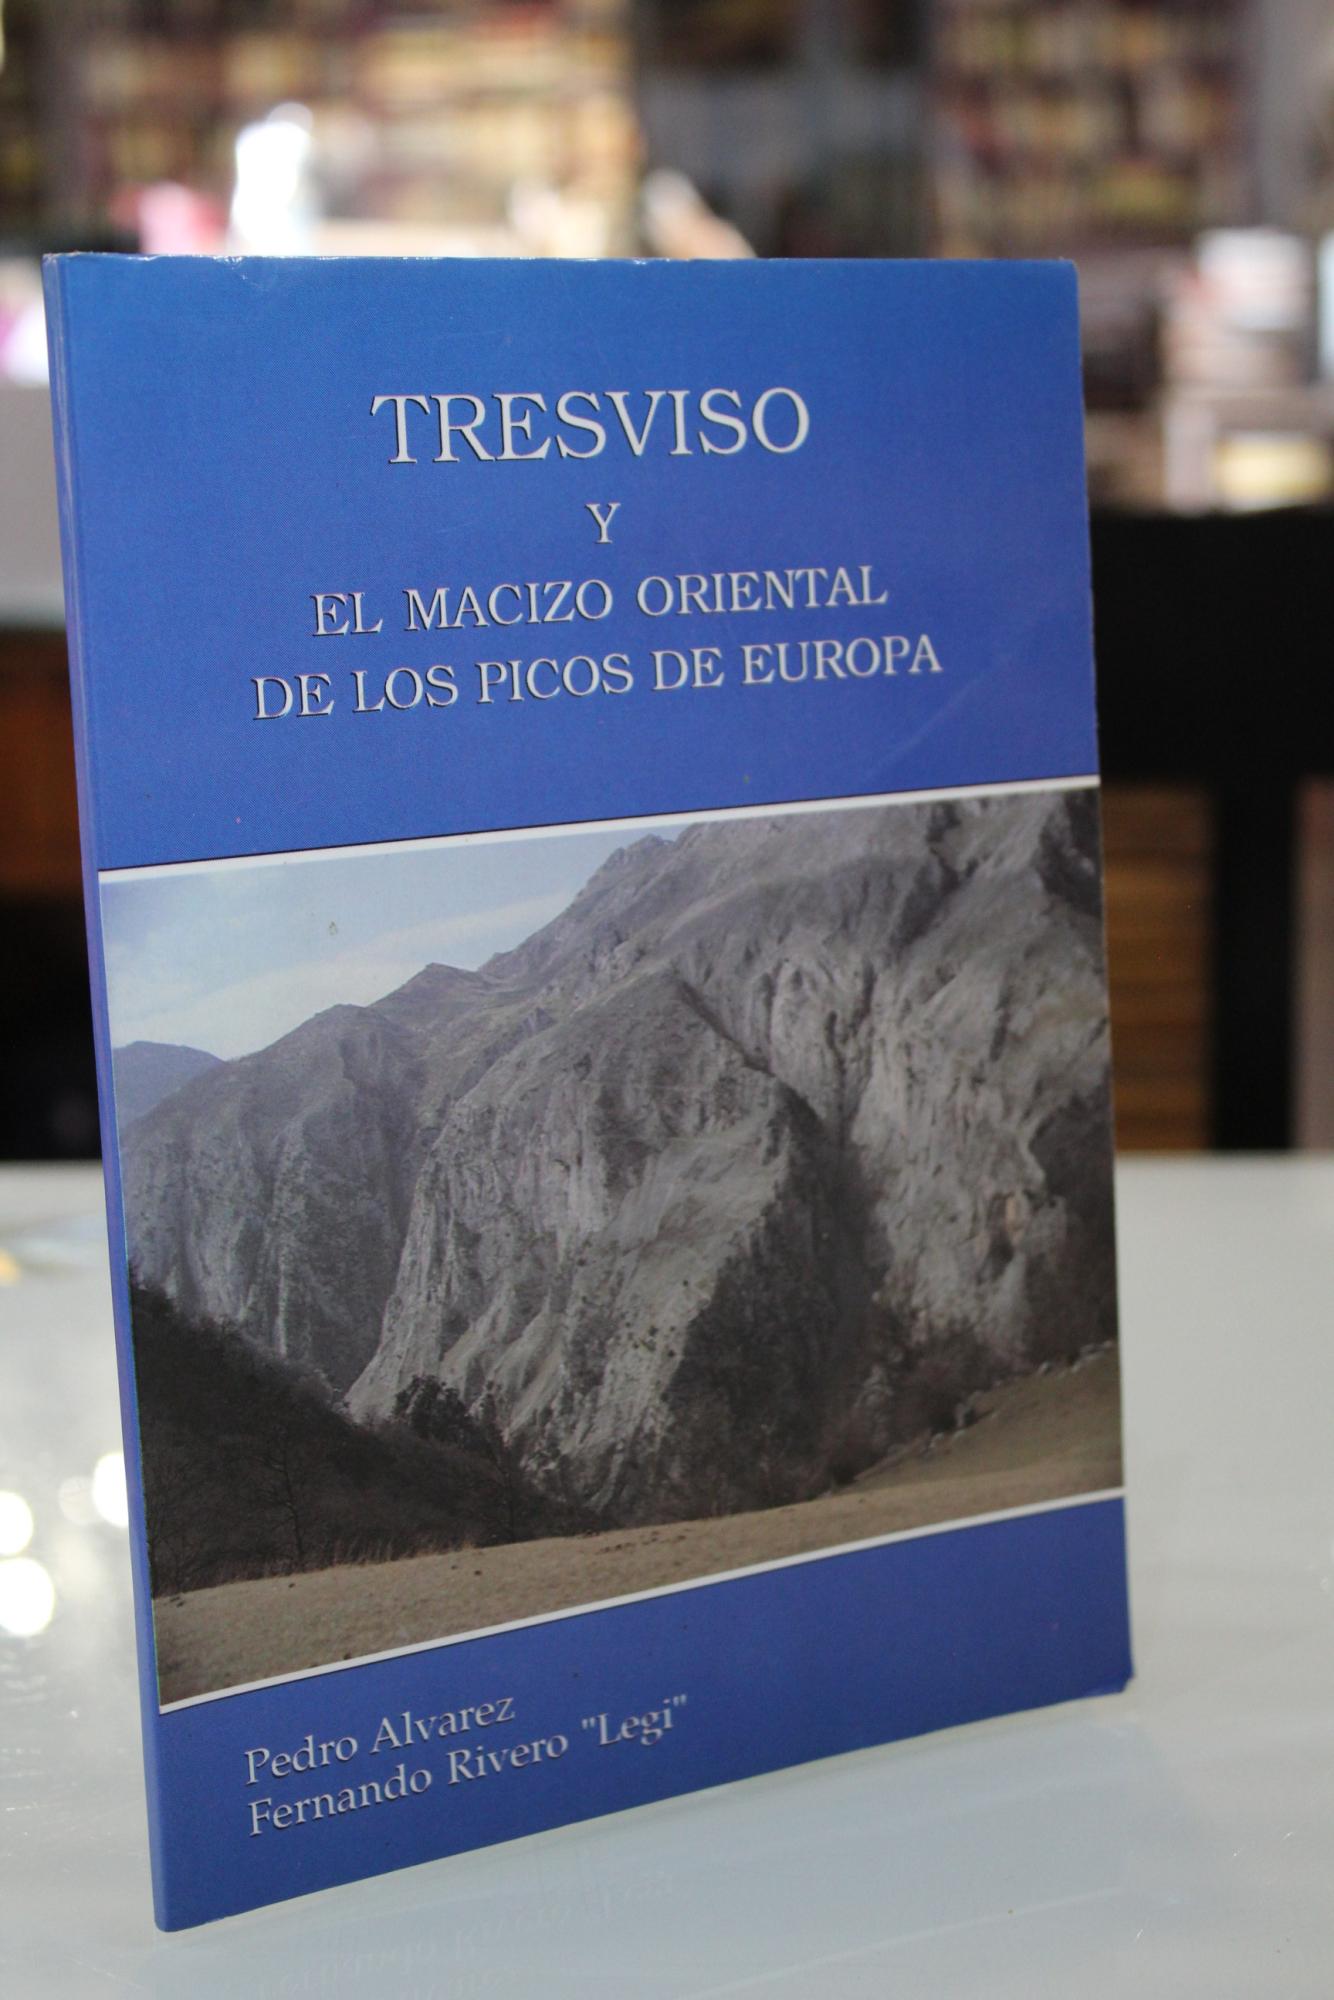 TRESVISO
Y
EL MACIZO ORIENTAL
DE LOS PICOS DE EUROPA
Pedro Alvarez
Fernando Rivero "Legi"